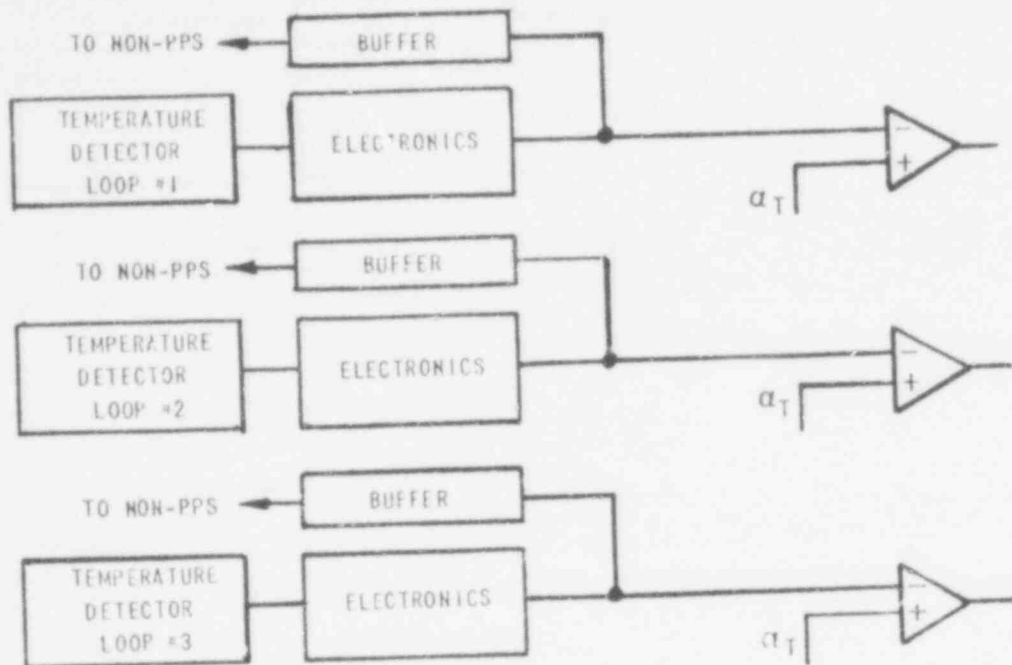 TO NON-PPS
BUFFER
TEMPERATURE
DETECTOR
LOOP #1
ELECTRONICS
-
+
αT
TO NON-PPS
BUFFER
TEMPERATURE
DETECTOR
LOOP #2
ELECTRONICS
-
+
αT
TO NON-PPS
BUFFER
TEMPERATURE
DETECTOR
LOOP #3
ELECTRONICS
-
+
αT